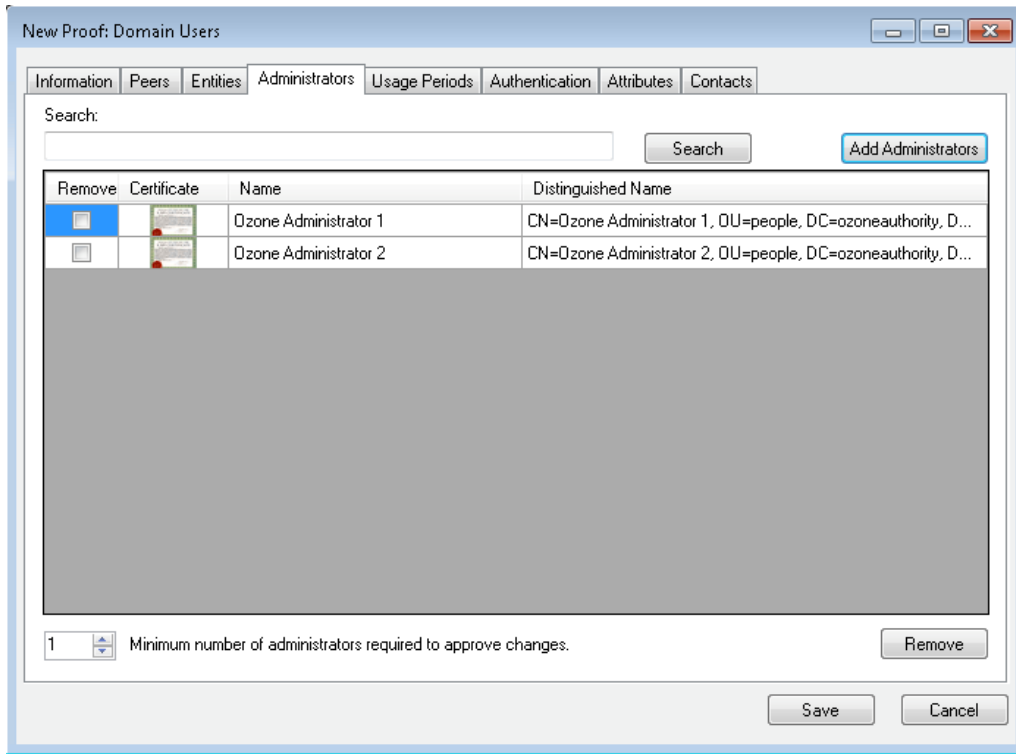 New Proof: Domain Users
Information Peers Entities Administrators Usage Periods Authentication Attributes Contacts
Search:
Search Add Administrators
Remove Certificate Name Distinguished Name
Ozone Administrator 1 CN=Ozone Administrator 1, OU=people, DC=ozoneauthority, D...
Ozone Administrator 2 CN=Ozone Administrator 2, OU=people, DC=ozoneauthority, D...
1 Minimum number of administrators required to approve changes. Remove
Save Cancel